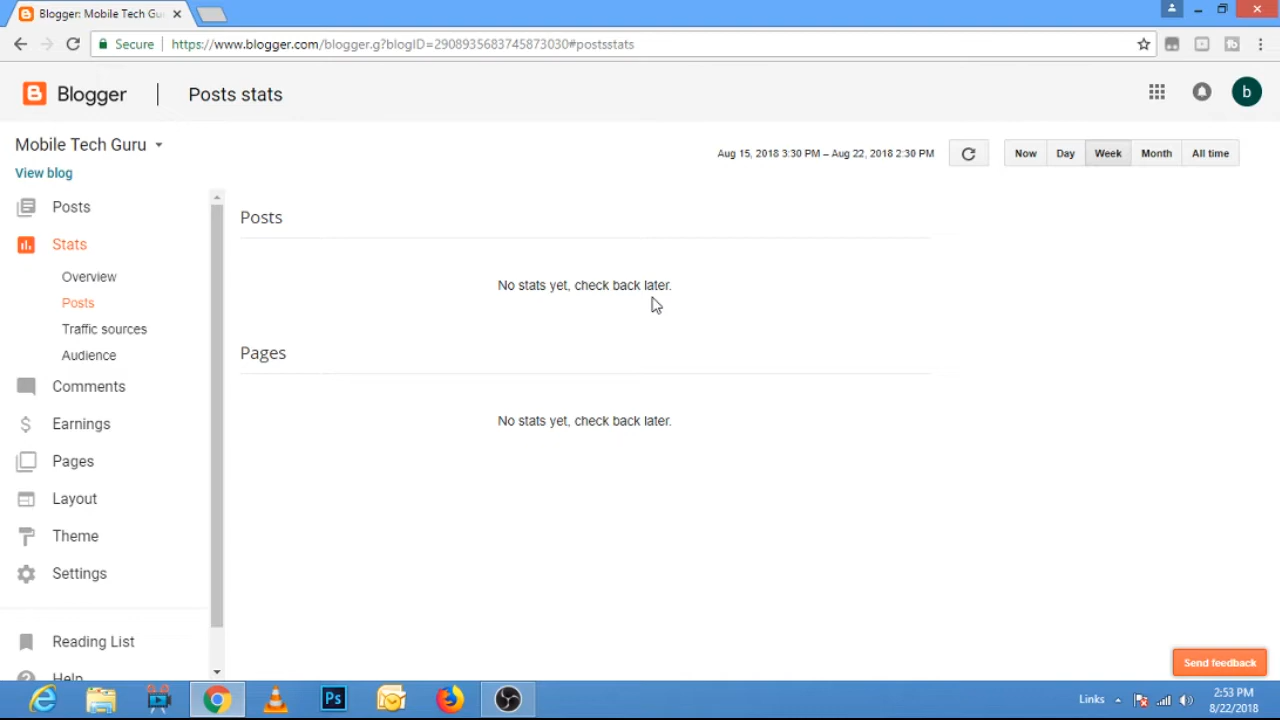 Blogger: Mobile Tech Gu
Secure
https://www.blogger.com/blogger.g?blogID=2908935683745873030#postsstats
Blogger
Posts stats
b
Mobile Tech Guru
View blog
Aug 15, 2018 3:30 PM – Aug 22, 2018 2:30 PM
Now
Day
Week
Month
All time
Posts
Stats
Overview
Posts
Traffic sources
Audience
Comments
Earnings
Pages
Layout
Theme
Settings
Reading List
Help
Posts
No stats yet, check back later.
Pages
No stats yet, check back later.
Send feedback
Ps
Links
2:53 PM
8/22/2018